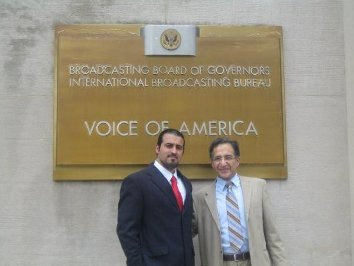 BROADCASTING BOARD OF GOVERNORS
INTERNATIONAL BROADCASTING BUREAU
VOICE OF AMERICA